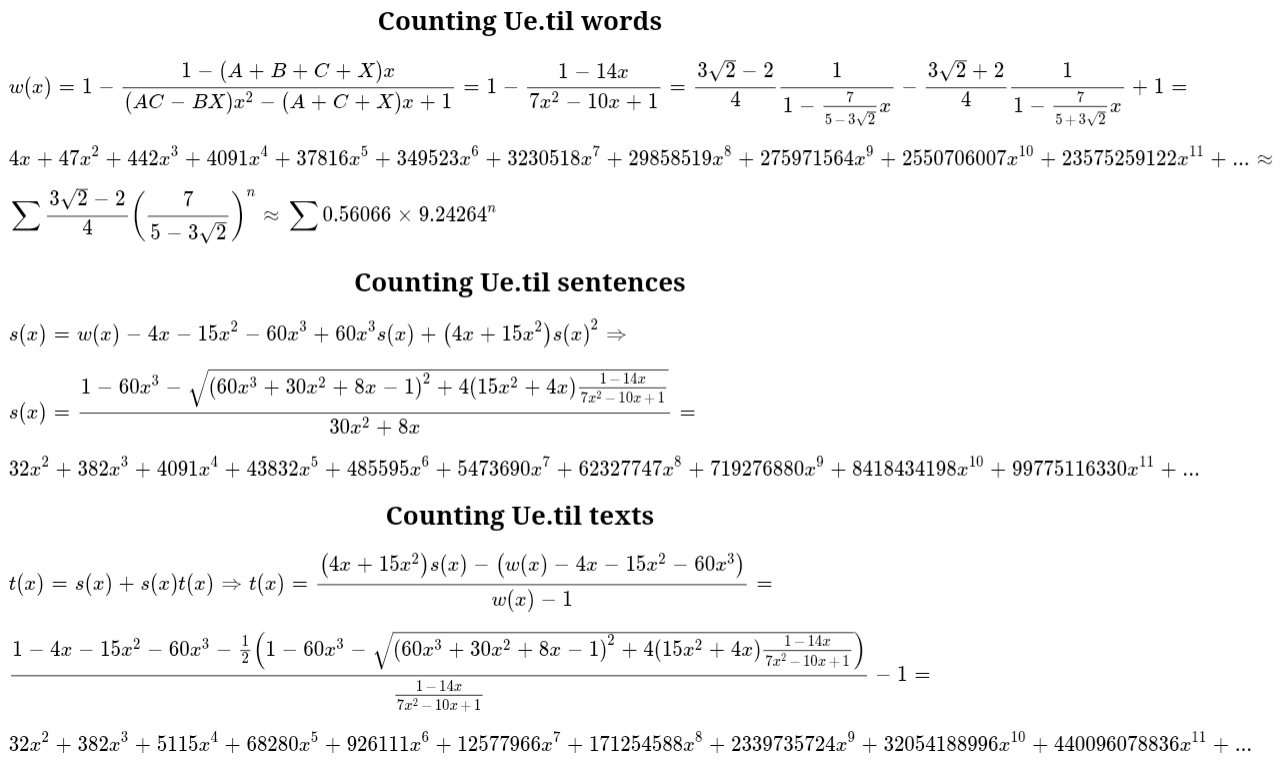 Counting Ue.til words
w(x) = 1 − \frac{1 − (A + B + C + X)x}{(AC − BX)x^2 − (A + C + X)x + 1} = 1 − \frac{1 − 14x}{7x^2 − 10x + 1} = \frac{3\sqrt{2} − 2}{4} \frac{1}{1 − \frac{7}{5 − 3\sqrt{2}}x} − \frac{3\sqrt{2} + 2}{4} \frac{1}{1 − \frac{7}{5 + 3\sqrt{2}}x} + 1 =
4x + 47x^2 + 442x^3 + 4091x^4 + 37816x^5 + 349523x^6 + 3230518x^7 + 29858519x^8 + 275971564x^9 + 2550706007x^{10} + 23575259122x^{11} + ... ≈
∑ \frac{3\sqrt{2} − 2}{4} \left(\frac{7}{5 − 3\sqrt{2}}\right)^n ≈ ∑ 0.56066 × 9.24264^n
Counting Ue.til sentences
s(x) = w(x) − 4x − 15x^2 − 60x^3 + 60x^3s(x) + (4x + 15x^2)s(x)^2 ⇒
s(x) = \frac{1 − 60x^3 − \sqrt{(60x^3 + 30x^2 + 8x − 1)^2 + 4(15x^2 + 4x)\frac{1 − 14x}{7x^2 − 10x + 1}}}{30x^2 + 8x} =
32x^2 + 382x^3 + 4091x^4 + 43832x^5 + 485595x^6 + 5473690x^7 + 62327747x^8 + 719276880x^9 + 8418434198x^{10} + 99775116330x^{11} + ...
Counting Ue.til texts
t(x) = s(x) + s(x)t(x) ⇒ t(x) = \frac{(4x + 15x^2)s(x) − (w(x) − 4x − 15x^2 − 60x^3)}{w(x) − 1} =
\frac{1 − 4x − 15x^2 − 60x^3 − \frac{1}{2}\left(1 − 60x^3 − \sqrt{(60x^3 + 30x^2 + 8x − 1)^2 + 4(15x^2 + 4x)\frac{1 − 14x}{7x^2 − 10x + 1}}\right)}{\frac{1 − 14x}{7x^2 − 10x + 1}} − 1 =
32x^2 + 382x^3 + 5115x^4 + 68280x^5 + 926111x^6 + 12577966x^7 + 171254588x^8 + 2339735724x^9 + 32054188996x^{10} + 440096078836x^{11} + ...